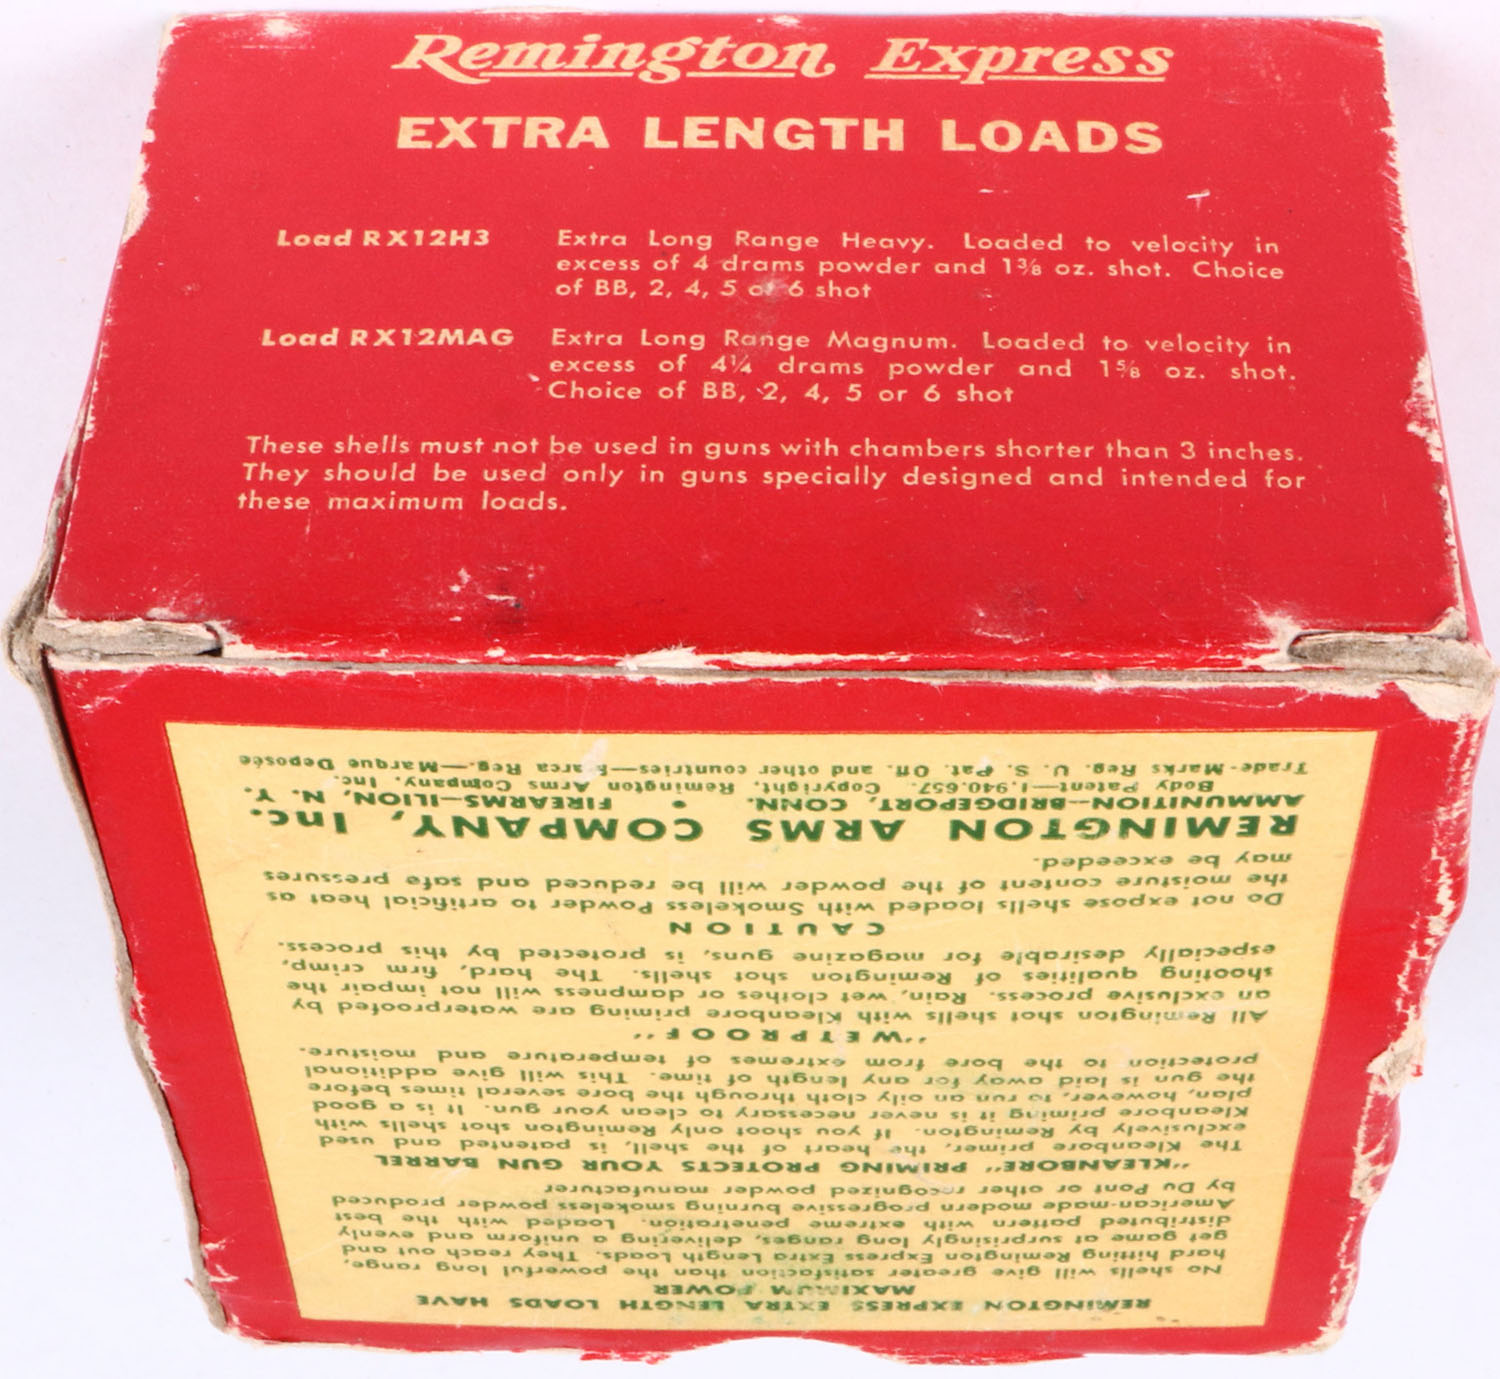 Remington Express
EXTRA LENGTH LOADS
Load RX12H3 Extra Long Range Heavy. Loaded to velocity in
excess of 4 drams powder and 1⅜ oz. shot. Choice
of BB, 2, 4, 5 or 6 shot
Load RX12MAG Extra Long Range Magnum. Loaded to velocity in
excess of 4¼ drams powder and 1⅝ oz. shot.
Choice of BB, 2, 4, 5 or 6 shot
These shells must not be used in guns with chambers shorter than 3 inches.
They should be used only in guns specially designed and intended for
these maximum loads.
REMINGTON EXPRESS EXTRA LENGTH LOADS HAVE
MAXIMUM POWER
No shells will give greater satisfaction than the powerful long range,
hard hitting Remington Express Extra Length Loads. They reach out and
get game at surprisingly long ranges, delivering a uniform and evenly
distributed pattern with extreme penetration. Loaded with the best
American-made modern progressive burning smokeless powder produced
by Du Pont or other recognized powder manufacturer
"KLEANBORE" PRIMING PROTECTS YOUR GUN BARREL
The Kleanbore primer, the heart of the shell, is patented and used
exclusively by Remington. If you shoot only Remington shot shells with
Kleanbore priming it is never necessary to clean your gun. It is a good
plan, however, to run an oily cloth through the bore several times before
the gun is laid away for any length of time. This will give additional
protection to the bore from extremes of temperature and moisture.
"WETPROOF"
All Remington shot shells with Kleanbore priming are waterproofed by
an exclusive process. Rain, wet clothes or dampness will not impair the
shooting qualities of Remington shot shells. The hard, firm crimp,
especially desirable for magazine guns, is protected by this process.
CAUTION
Do not expose shells loaded with Smokeless Powder to artificial heat as
the moisture content of the powder will be reduced and safe pressures
may be exceeded.
REMINGTON ARMS COMPANY, Inc.
AMMUNITION—BRIDGEPORT, CONN. • FIREARMS—ILION, N. Y.
Body Patent—1,940,657. Copyright, Remington Arms Company, Inc.
Trade-Marks Reg. U. S. Pat. Off. and other countries—Marca Reg.—Marque Deposée